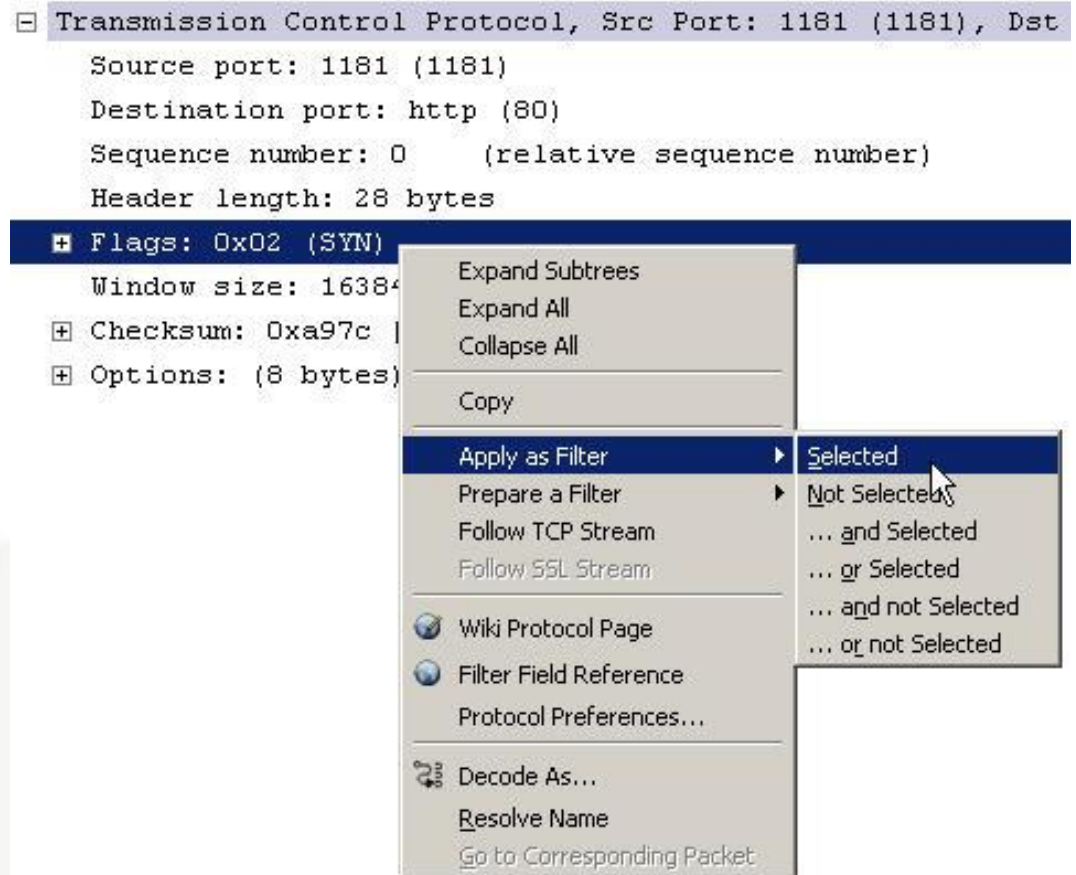 Transmission Control Protocol, Src Port: 1181 (1181), Dst
Source port: 1181 (1181)
Destination port: http (80)
Sequence number: 0 (relative sequence number)
Header length: 28 bytes
Flags: 0x02 (SYN)
Window size: 16384
Checksum: 0xa97c [
Options: (8 bytes)
Expand Subtrees
Expand All
Collapse All
Copy
Apply as Filter
Prepare a Filter
Follow TCP Stream
Follow SSL Stream
Wiki Protocol Page
Filter Field Reference
Protocol Preferences...
Decode As...
Resolve Name
Go to Corresponding Packet
Selected
Not Selected
... and Selected
... or Selected
... and not Selected
... or not Selected